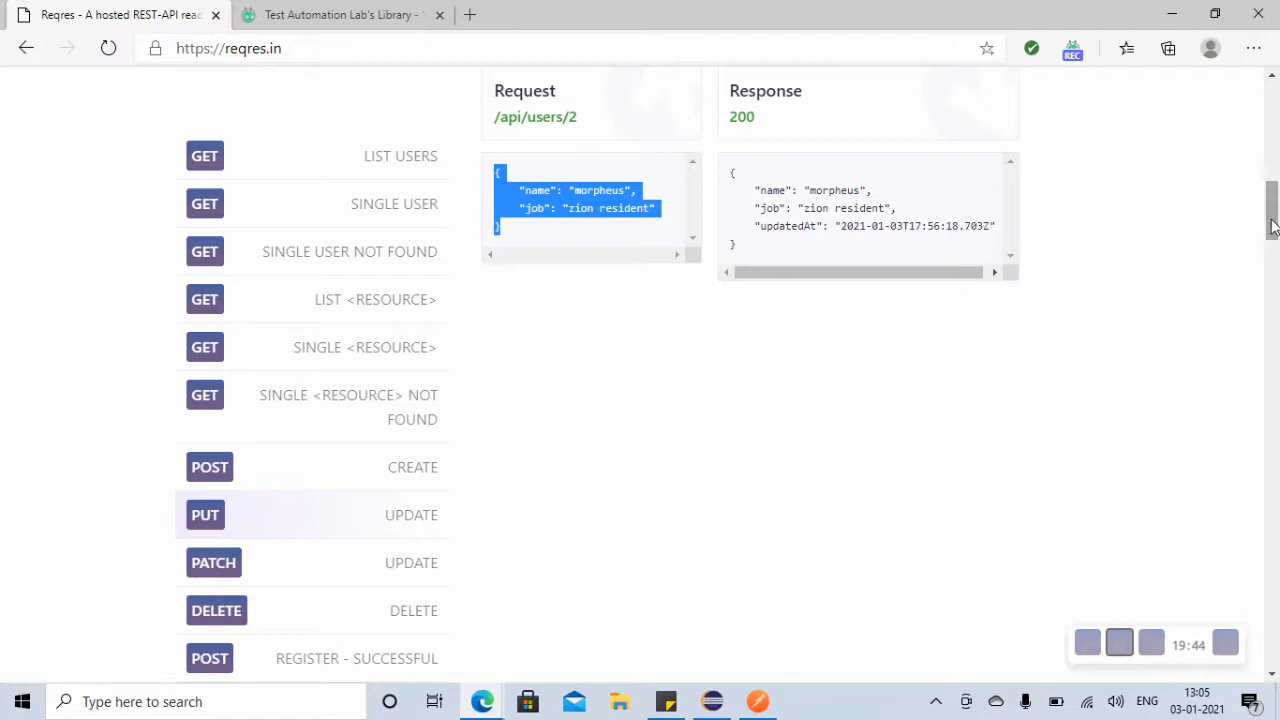 Reqres - A hosted REST-API
Test Results Not Found
https://reqres.in
REC
Request
/api/users/2
{
"name": "morpheus",
"job": "zion resident"
}
Response
200
{
"name": "morpheus",
"job": "zion resident",
"updatedAt": "2021-01-03T17:56:18.703Z"
}
GET LIST USERS
GET SINGLE USER
GET SINGLE USER NOT FOUND
GET LIST <RESOURCE>
GET SINGLE <RESOURCE>
GET SINGLE <RESOURCE> NOT
FOUND
POST CREATE
PUT UPDATE
PATCH UPDATE
DELETE DELETE
POST REGISTER - SUCCESSFUL
19:44
Type here to search
ENG
13:05
03-01-2021
7